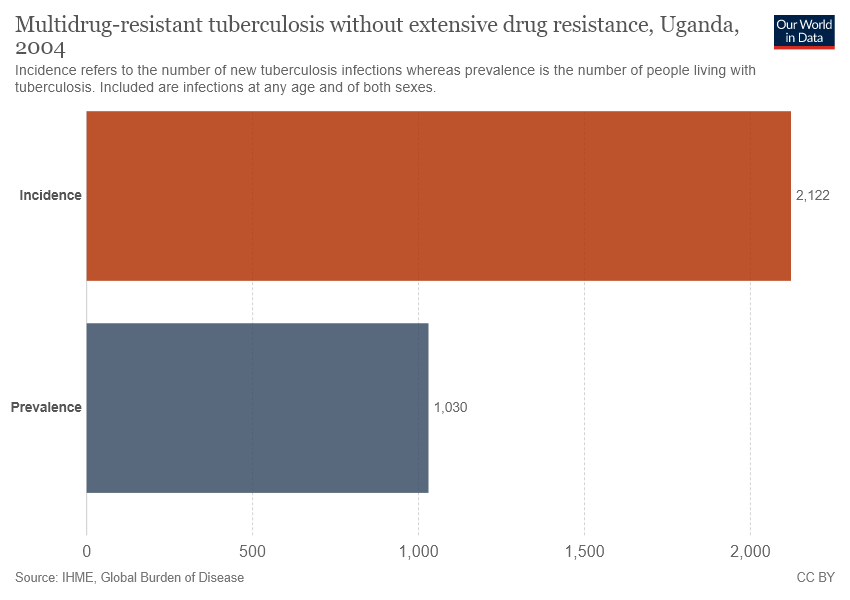 Multidrug-resistant tuberculosis without extensive drug resistance, Uganda,
2004
Our World
in Data
Incidence refers to the number of new tuberculosis infections whereas prevalence is the number of people living with
tuberculosis. Included are infections at any age and of both sexes.
Incidence
2,122
Prevalence
1,030
0 500 1,000 1,500 2,000
Source: IHME, Global Burden of Disease
CC BY